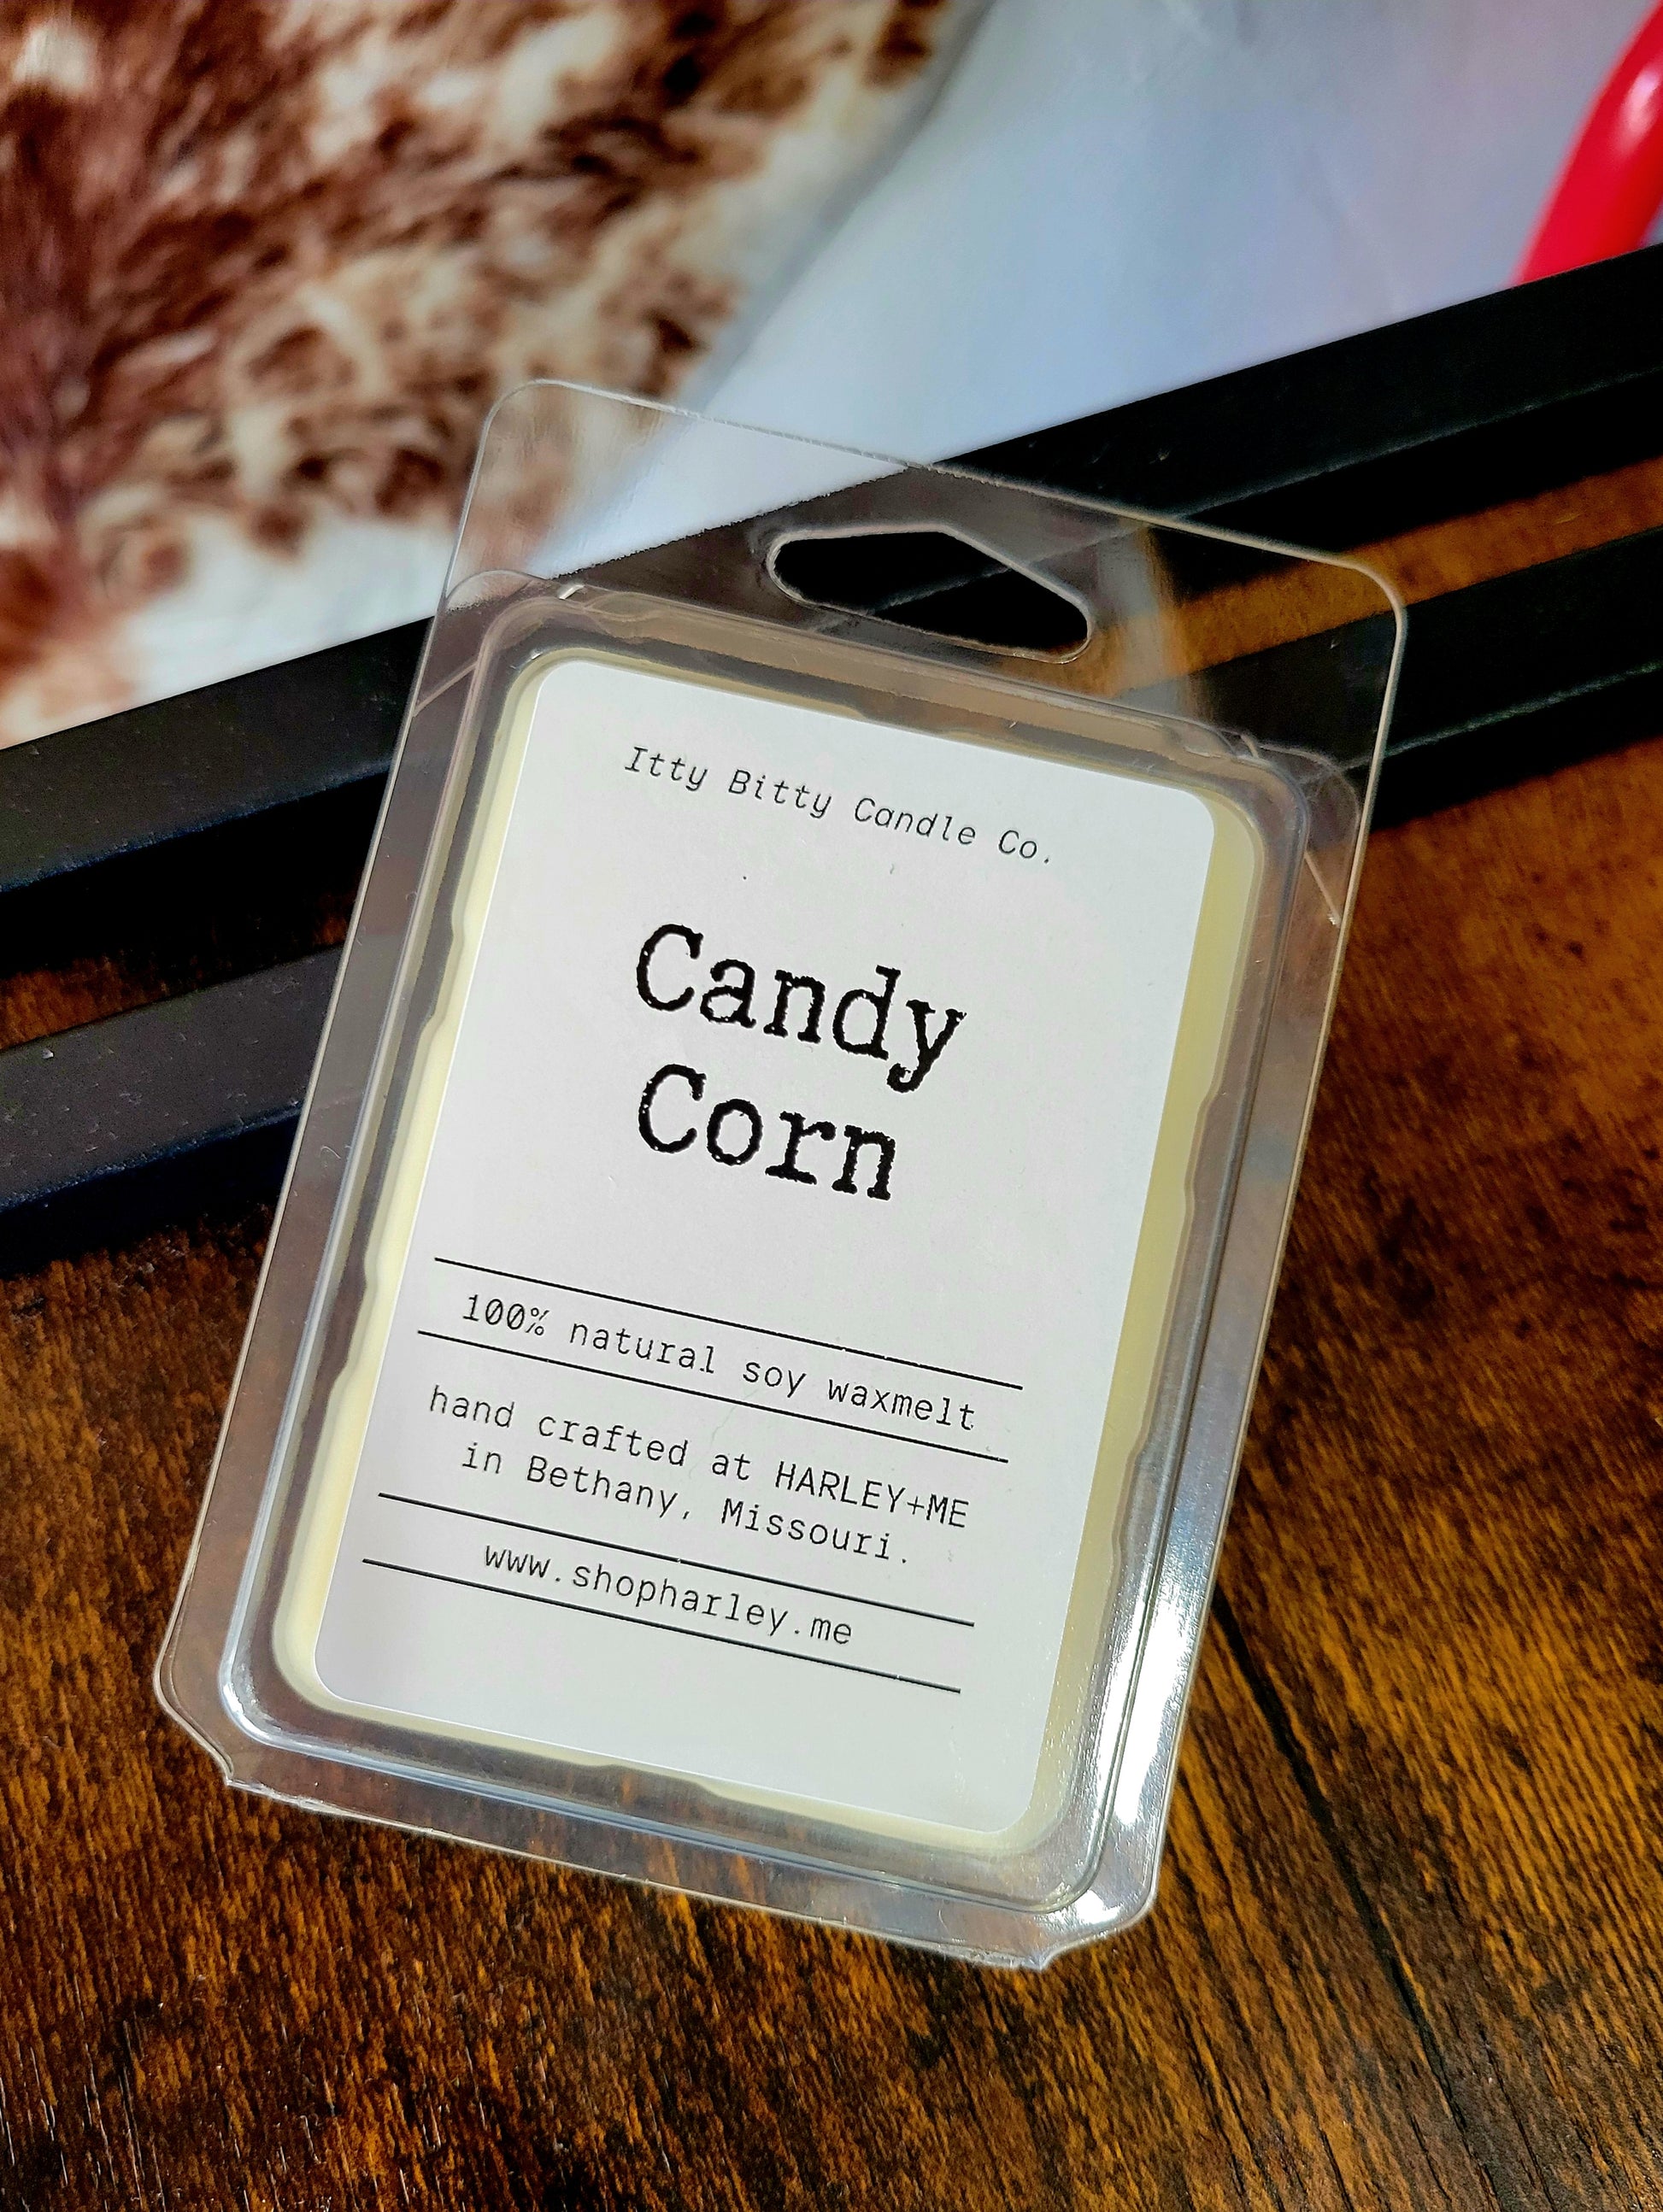 Itty Bitty Candle Co.
Candy
Corn
100% natural soy waxmelt
hand crafted at HARLEY+ME
in Bethany, Missouri.
www.shopharley.me